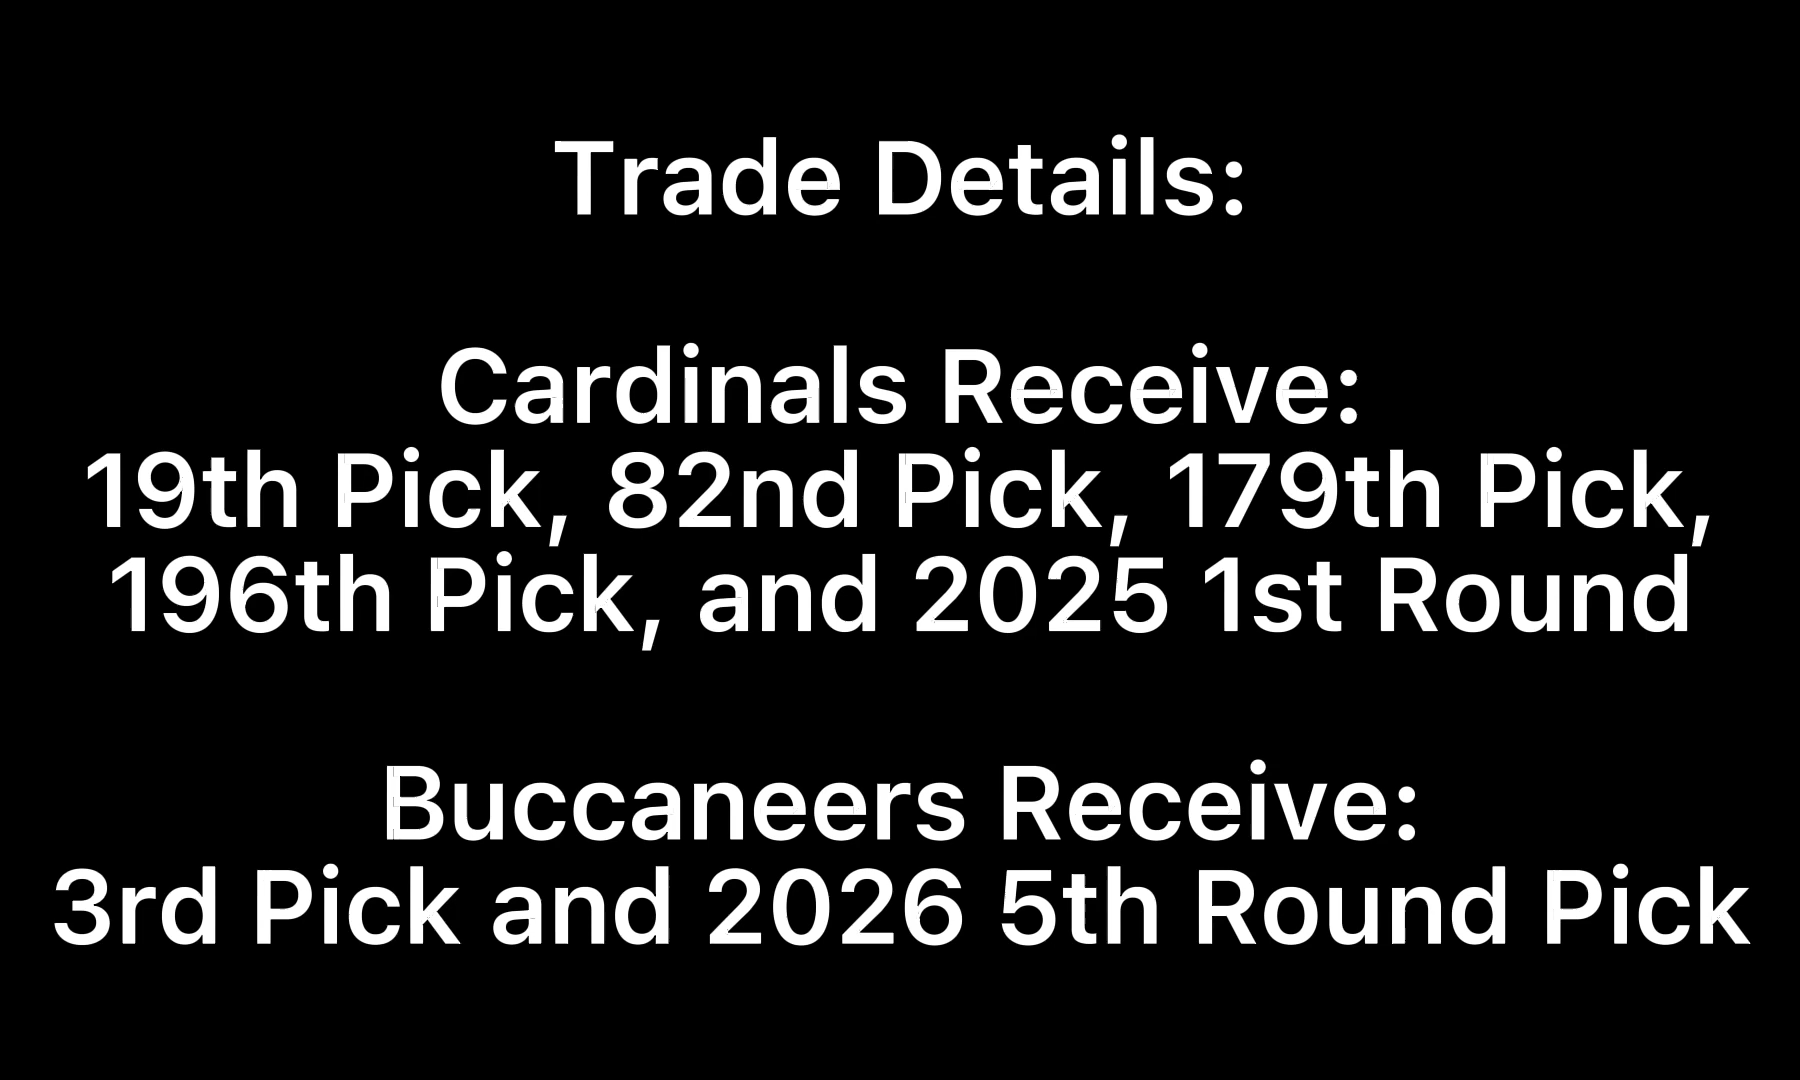 Trade Details:
Cardinals Receive:
19th Pick, 82nd Pick, 179th Pick,
196th Pick, and 2025 1st Round
Buccaneers Receive:
3rd Pick and 2026 5th Round Pick